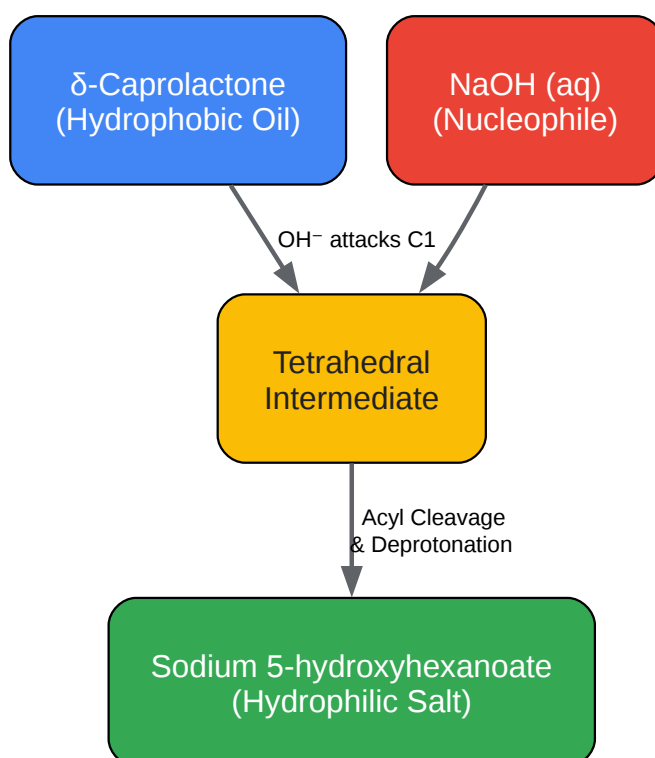 δ-Caprolactone
(Hydrophobic Oil)
NaOH (aq)
(Nucleophile)
OH⁻ attacks C1
Tetrahedral
Intermediate
Acyl Cleavage
& Deprotonation
Sodium 5-hydroxyhexanoate
(Hydrophilic Salt)